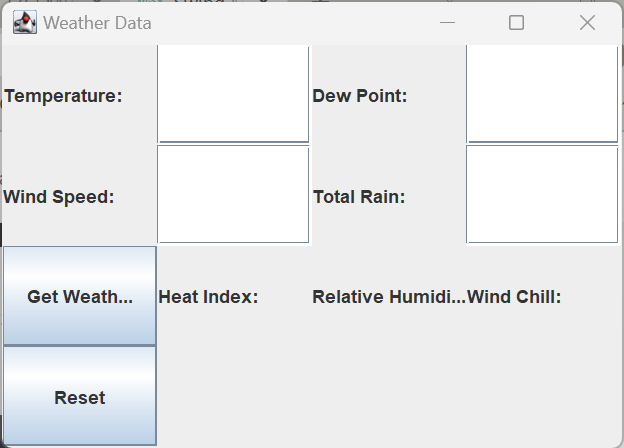 Weather Data
Temperature: Dew Point:
Wind Speed: Total Rain:
Get Weath... Heat Index: Relative Humidi... Wind Chill:
Reset